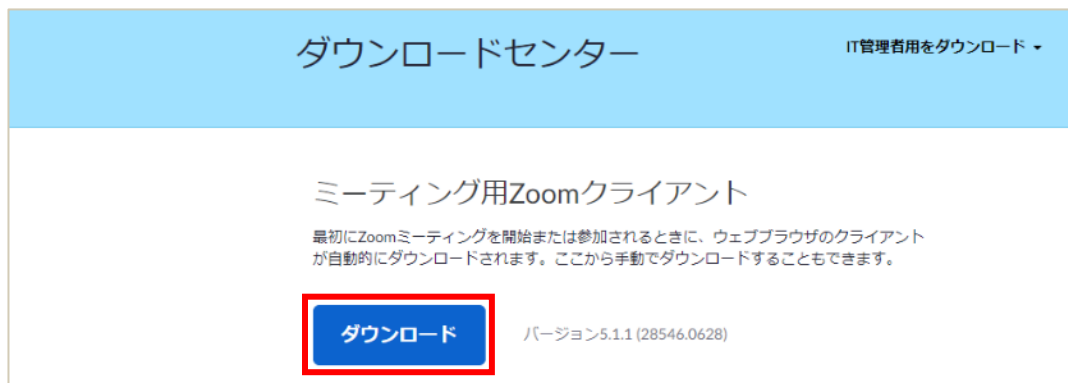 ダウンロードセンター
IT管理者用をダウンロード
ミーティング用Zoomクライアント
最初にZoomミーティングを開始または参加されるときに、ウェブブラウザのクライアント
が自動的にダウンロードされます。ここから手動でダウンロードすることもできます。
ダウンロード
バージョン5.1.1 (28546.0628)